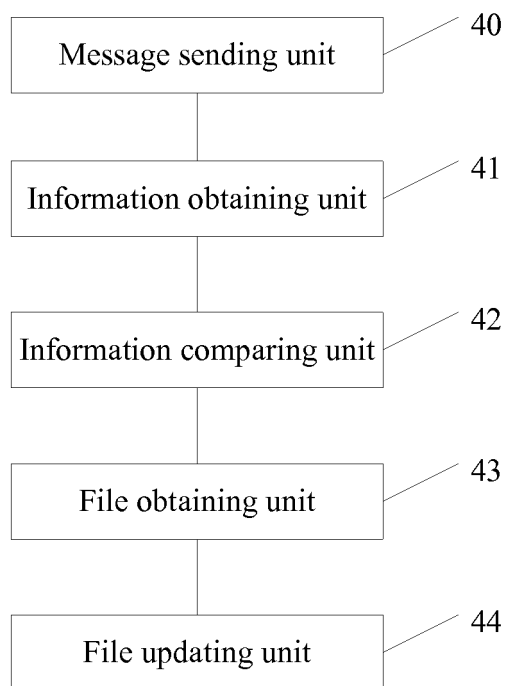 40
Message sending unit
41
Information obtaining unit
42
Information comparing unit
43
File obtaining unit
44
File updating unit